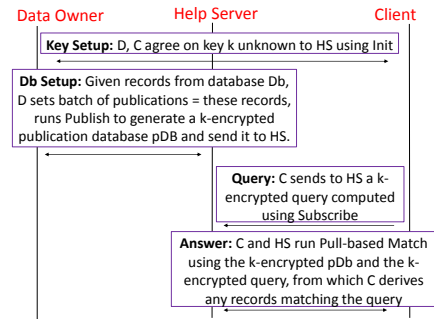 Data Owner Help Server Client
Key Setup: D, C agree on key k unknown to HS using Init
Db Setup: Given records from database Db,
D sets batch of publications = these records,
runs Publish to generate a k-encrypted
publication database pDB and send it to HS.
Query: C sends to HS a k-
encrypted query computed
using Subscribe
Answer: C and HS run Pull-based Match
using the k-encrypted pDb and the k-
encrypted query, from which C derives
any records matching the query